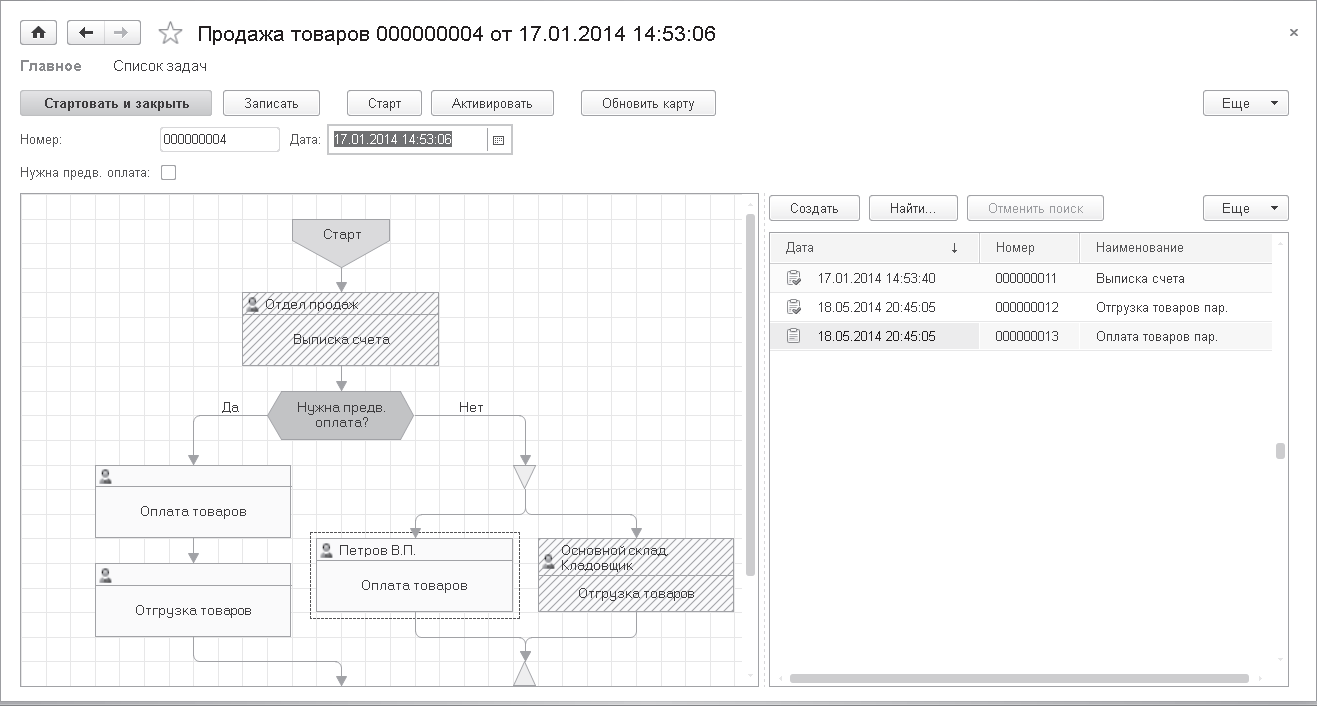 Продажа товаров 000000004 от 17.01.2014 14:53:06
Главное Список задач
Стартовать и закрыть Записать Старт Активировать Обновить карту Еще
Номер: 000000004 Дата: 17.01.2014 14:53:06
Нужна предв. оплата:
Старт
Отдел продаж
Выписка счета
Нужна предв.
оплата?
Да
Нет
Оплата товаров
Отгрузка товаров
Петров В.П.
Оплата товаров
Основной склад,
Кладовщик
Отгрузка товаров
Создать Найти... Отменить поиск Еще
Дата ↓ Номер Наименование
17.01.2014 14:53:40 000000011 Выписка счета
18.05.2014 20:45:05 000000012 Отгрузка товаров пар.
18.05.2014 20:45:05 000000013 Оплата товаров пар.